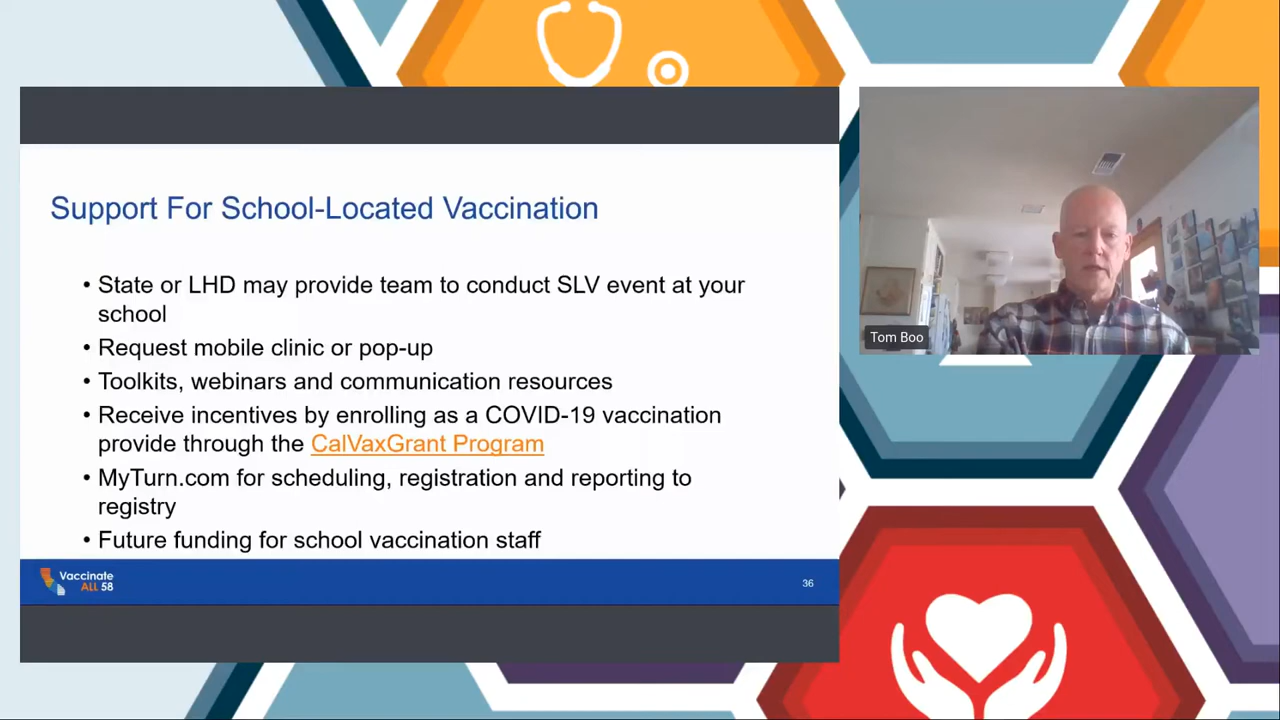 Support For School-Located Vaccination
• State or LHD may provide team to conduct SLV event at your
school
• Request mobile clinic or pop-up
• Toolkits, webinars and communication resources
• Receive incentives by enrolling as a COVID-19 vaccination
provide through the CalVaxGrant Program
• MyTurn.com for scheduling, registration and reporting to
registry
• Future funding for school vaccination staff
Vaccinate
ALL 58
36
Tom Boo